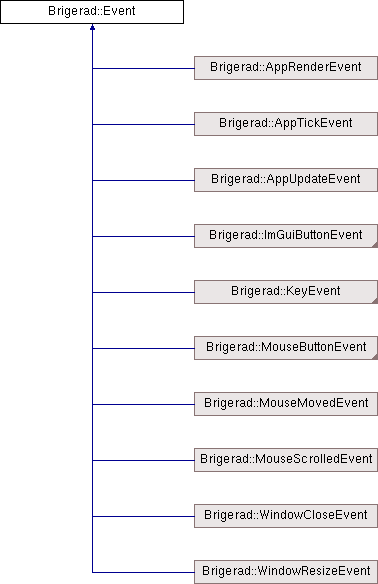 Brigerad::Event
Brigerad::AppRenderEvent
Brigerad::AppTickEvent
Brigerad::AppUpdateEvent
Brigerad::ImGuiButtonEvent
Brigerad::KeyEvent
Brigerad::MouseButtonEvent
Brigerad::MouseMovedEvent
Brigerad::MouseScrolledEvent
Brigerad::WindowCloseEvent
Brigerad::WindowResizeEvent